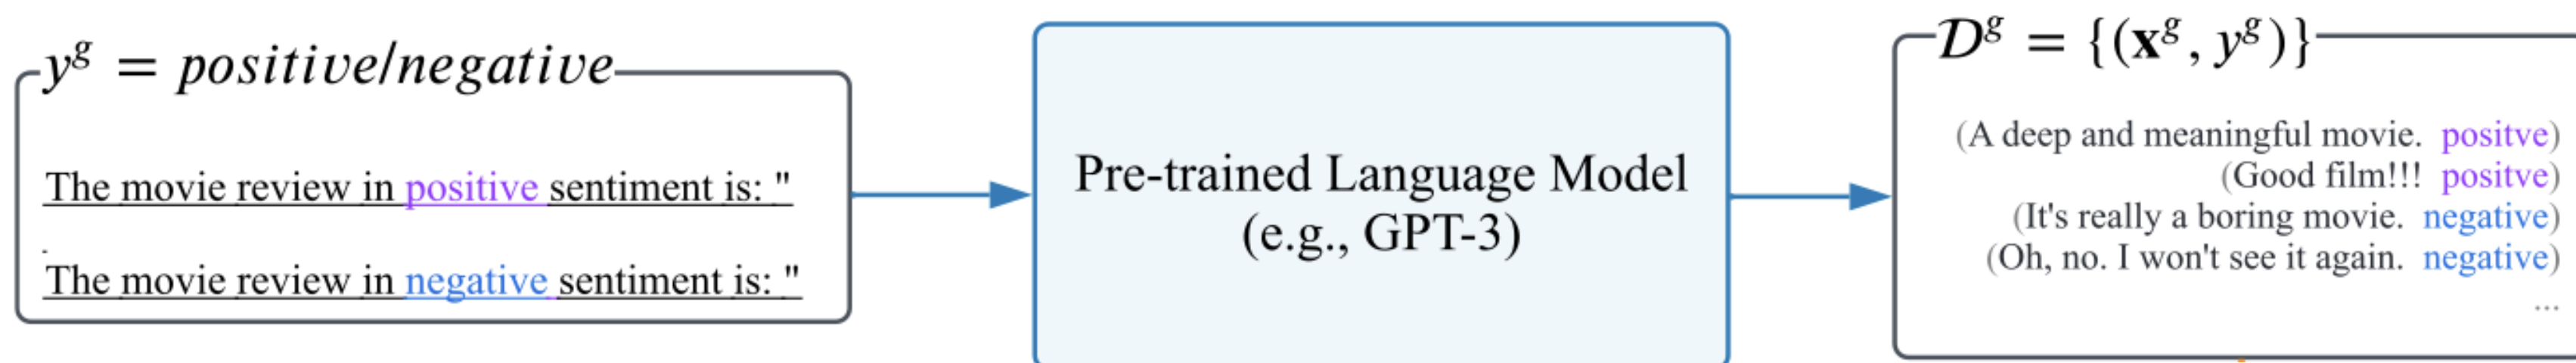 y^g = positive/negative
The movie review in positive sentiment is: "
The movie review in negative sentiment is: "
Pre-trained Language Model
(e.g., GPT-3)
𝒟^g = {(𝐱^g, y^g)}
(A deep and meaningful movie. positve)
(Good film!!! positve)
(It's really a boring movie. negative)
(Oh, no. I won't see it again. negative)
...